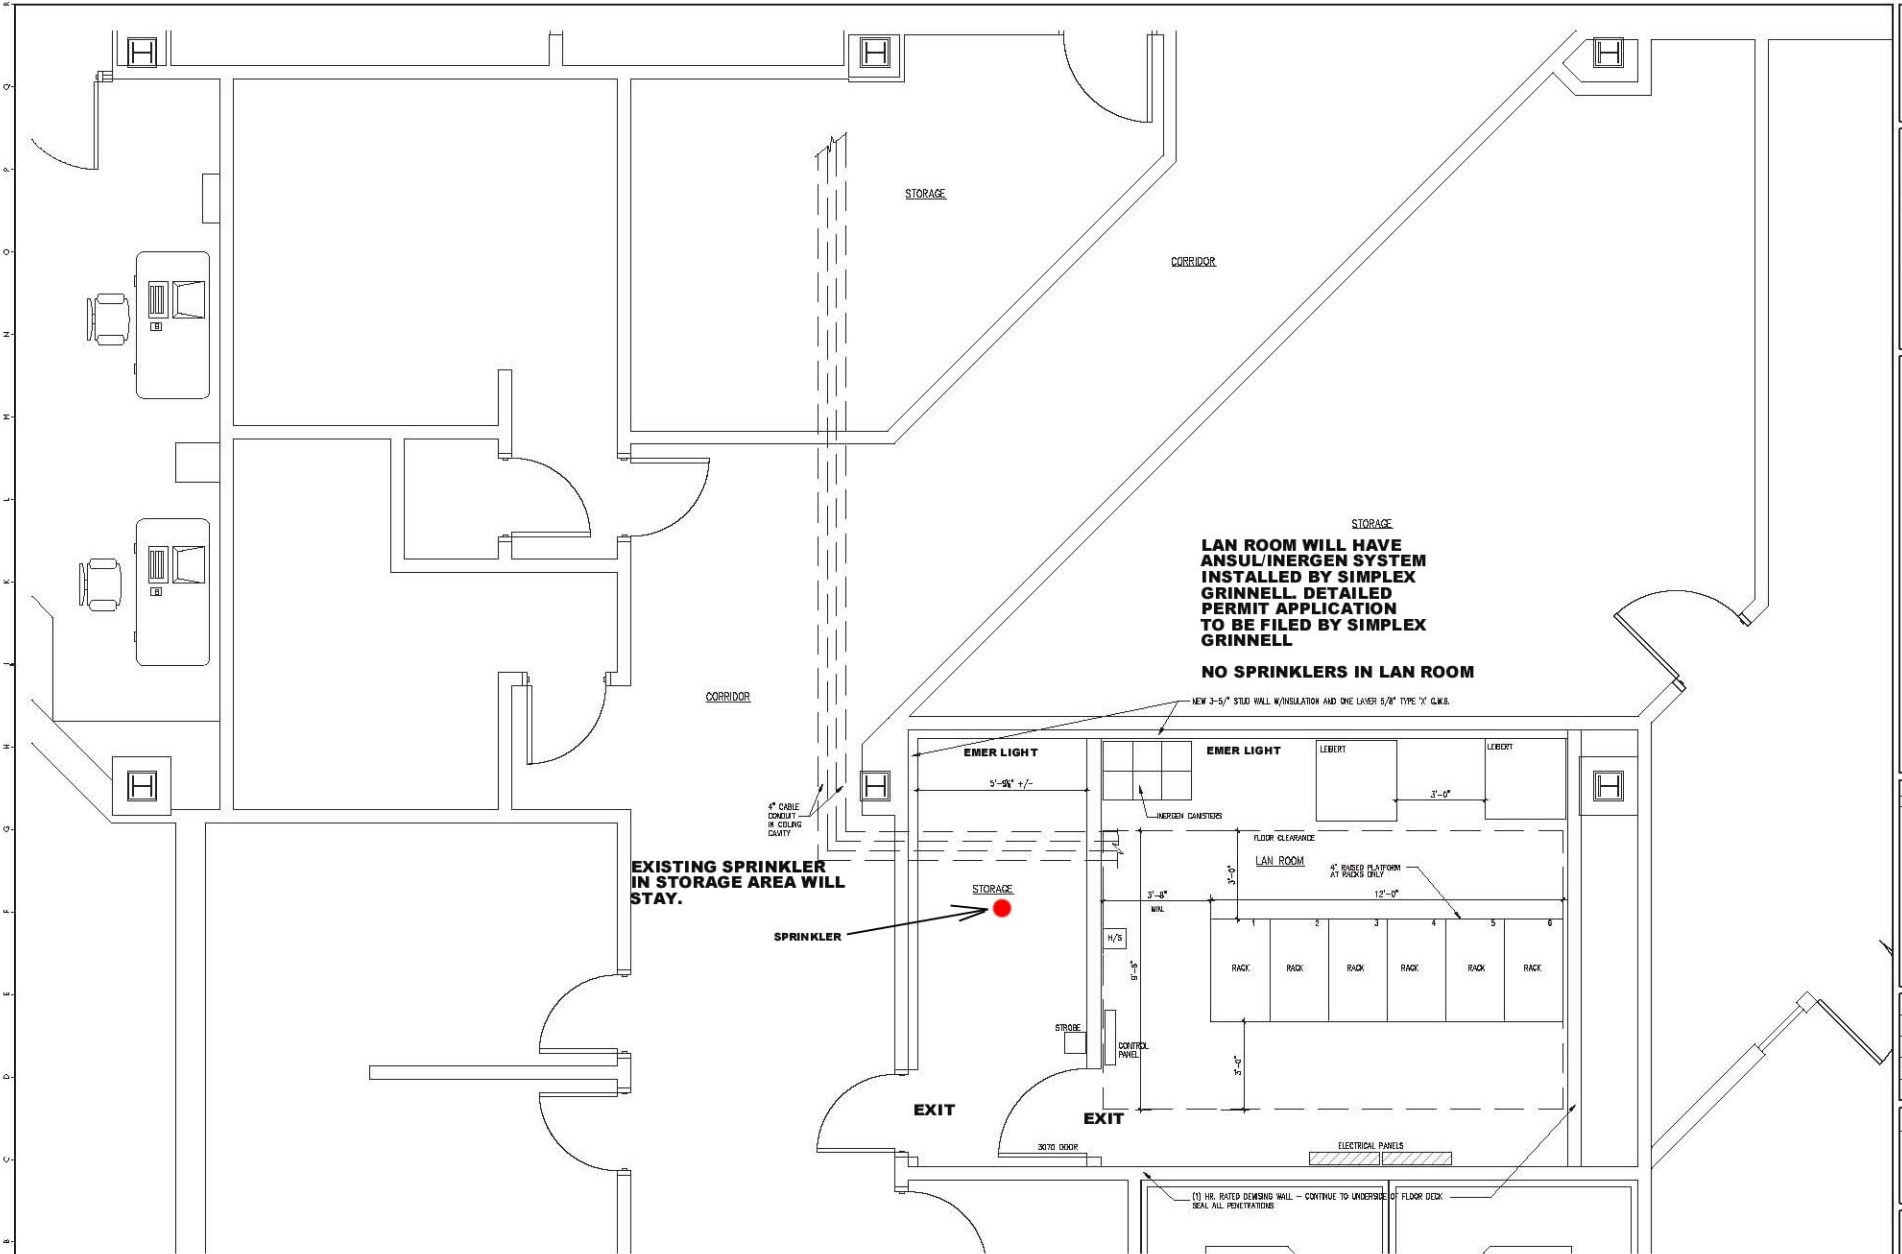 R
Q
P
O
N
M
L
K
J
H
G
F
E
D
C
B
H
H
H
STORAGE
CORRIDOR
STORAGE
LAN ROOM WILL HAVE
ANSUL/INERGEN SYSTEM
INSTALLED BY SIMPLEX
GRINNELL. DETAILED
PERMIT APPLICATION
TO BE FILED BY SIMPLEX
GRINNELL
NO SPRINKLERS IN LAN ROOM
CORRIDOR
NEW 3-5/" STUD WALL W/INSULATION AND ONE LAYER 5/8" TYPE 'X' G.W.B.
H
H
H
EMER LIGHT
EMER LIGHT
LEIBERT
LEIBERT
+/-
3'-0"
4" CABLE
CONDUIT
IN CEILING
CAVITY
INERGEN CANISTERS
FLOOR CLEARANCE
LAN ROOM
4" RAISED PLATFORM
AT RACKS ONLY
EXISTING SPRINKLER
IN STORAGE AREA WILL
STAY.
STORAGE
3'-0"
3'-8"
MIN.
12'-0"
SPRINKLER
1 2 3 4 5 6
H/S
9'-8"
RACK RACK RACK RACK RACK RACK
STROBE
CONTROL
PANEL
3'-0"
EXIT
EXIT
3070 DOOR
ELECTRICAL PANELS
(1) HR. RATED DEMISING WALL - CONTINUE TO UNDERSIDE OF FLOOR DECK
SEAL ALL PENETRATIONS